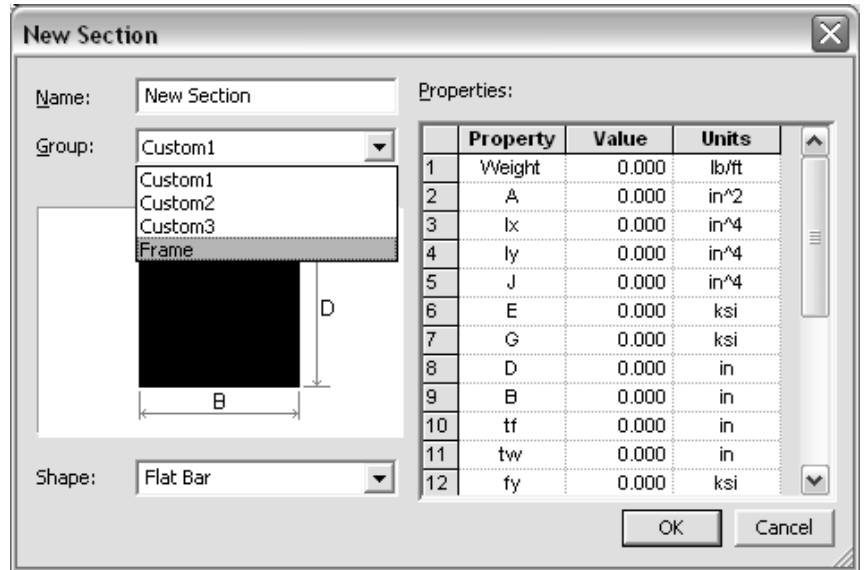 New Section
Name: New Section
Group: Custom1
Custom1
Custom2
Custom3
Frame
D
B
Shape: Flat Bar
Properties:
Property Value Units
1 Weight 0.000 lb/ft
2 A 0.000 in^2
3 Ix 0.000 in^4
4 Iy 0.000 in^4
5 J 0.000 in^4
6 E 0.000 ksi
7 G 0.000 ksi
8 D 0.000 in
9 B 0.000 in
10 tf 0.000 in
11 tw 0.000 in
12 fy 0.000 ksi
OK Cancel